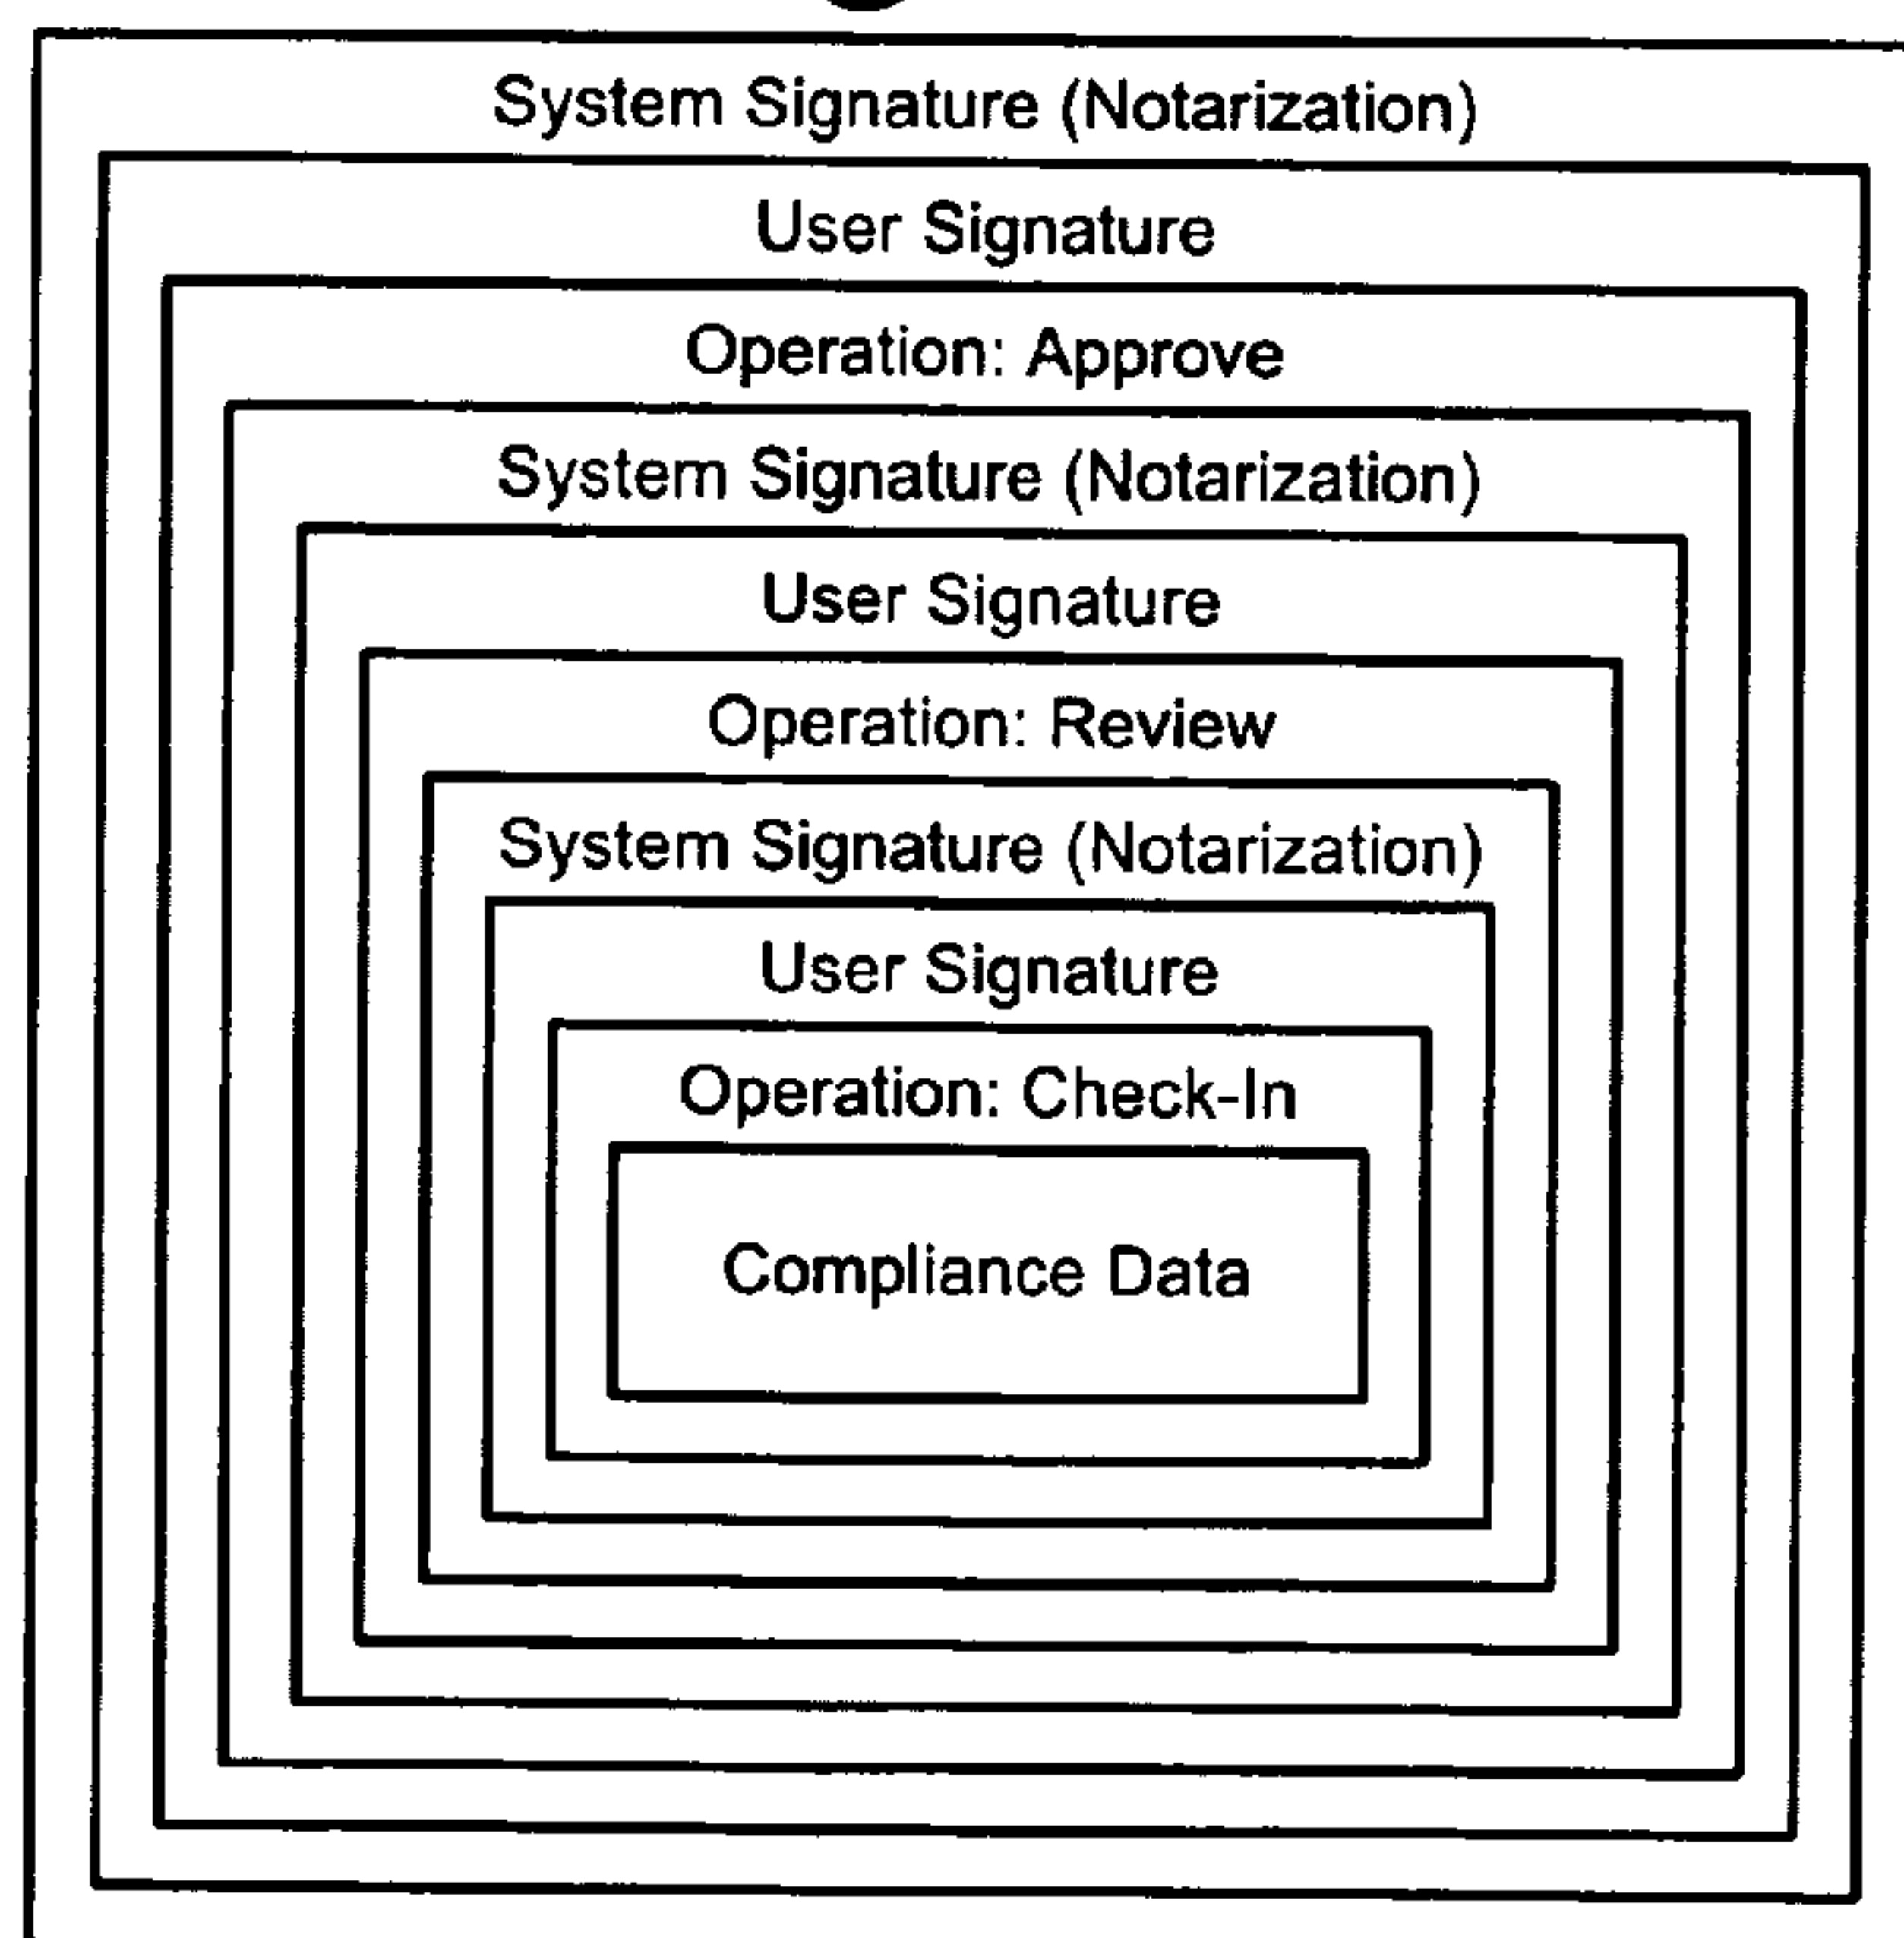 System Signature (Notarization)
User Signature
Operation: Approve
System Signature (Notarization)
User Signature
Operation: Review
System Signature (Notarization)
User Signature
Operation: Check-In
Compliance Data